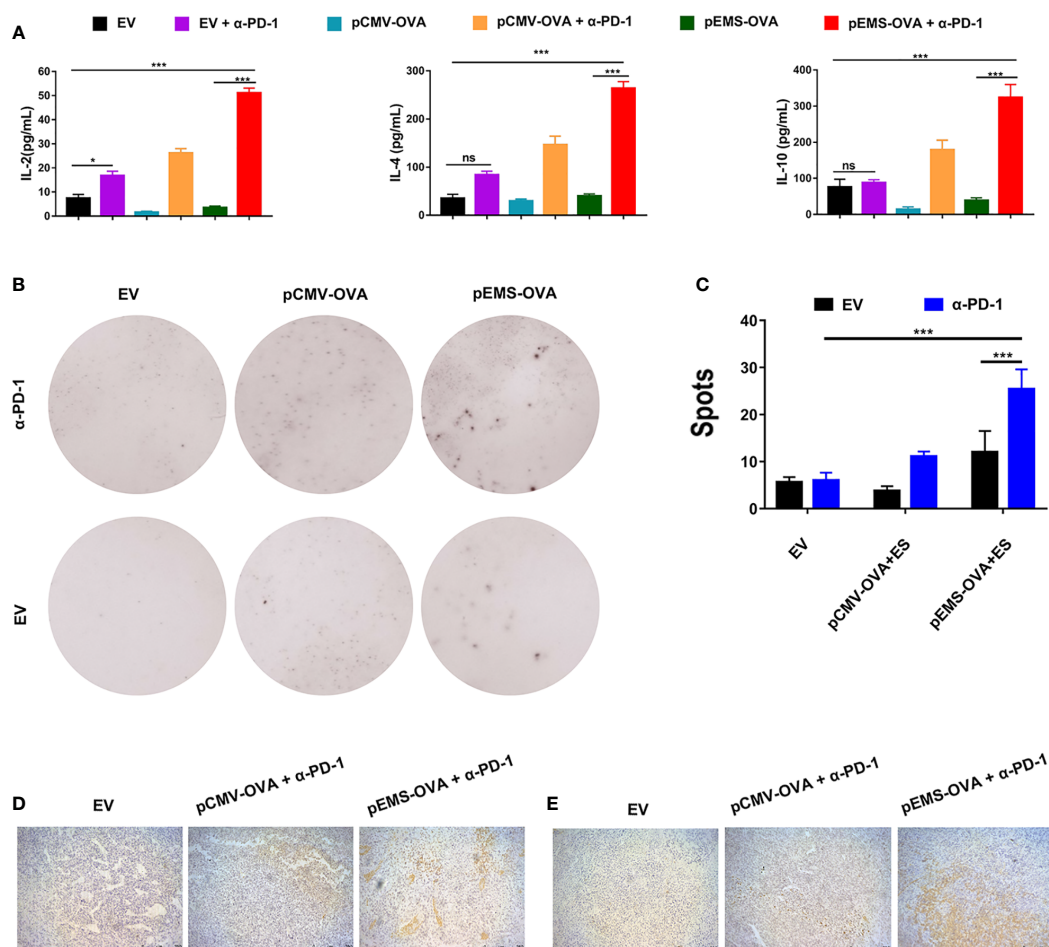 A
EV
EV + α-PD-1
pCMV-OVA
pCMV-OVA + α-PD-1
pEMS-OVA
pEMS-OVA + α-PD-1
IL-2(pg/mL)
60
50
40
30
20
10
0
***
***
*
IL-4 (pg/mL)
400
300
200
100
0
***
***
ns
IL-10 (pg/mL)
400
300
200
100
0
***
***
ns
B
EV
pCMV-OVA
pEMS-OVA
α-PD-1
EV
C
EV
α-PD-1
Spots
40
30
20
10
0
***
***
EV
pCMV-OVA+ES
pEMS-OVA+ES
D
EV
pCMV-OVA + α-PD-1
pEMS-OVA + α-PD-1
E
EV
pCMV-OVA + α-PD-1
pEMS-OVA + α-PD-1